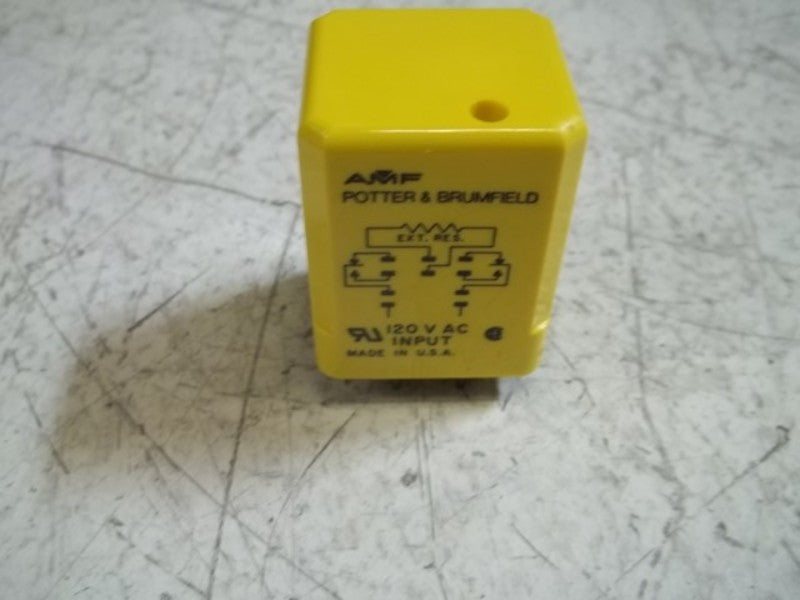 AMF
POTTER & BRUMFIELD
EXT. RES.
120 V AC
INPUT
MADE IN U.S.A.